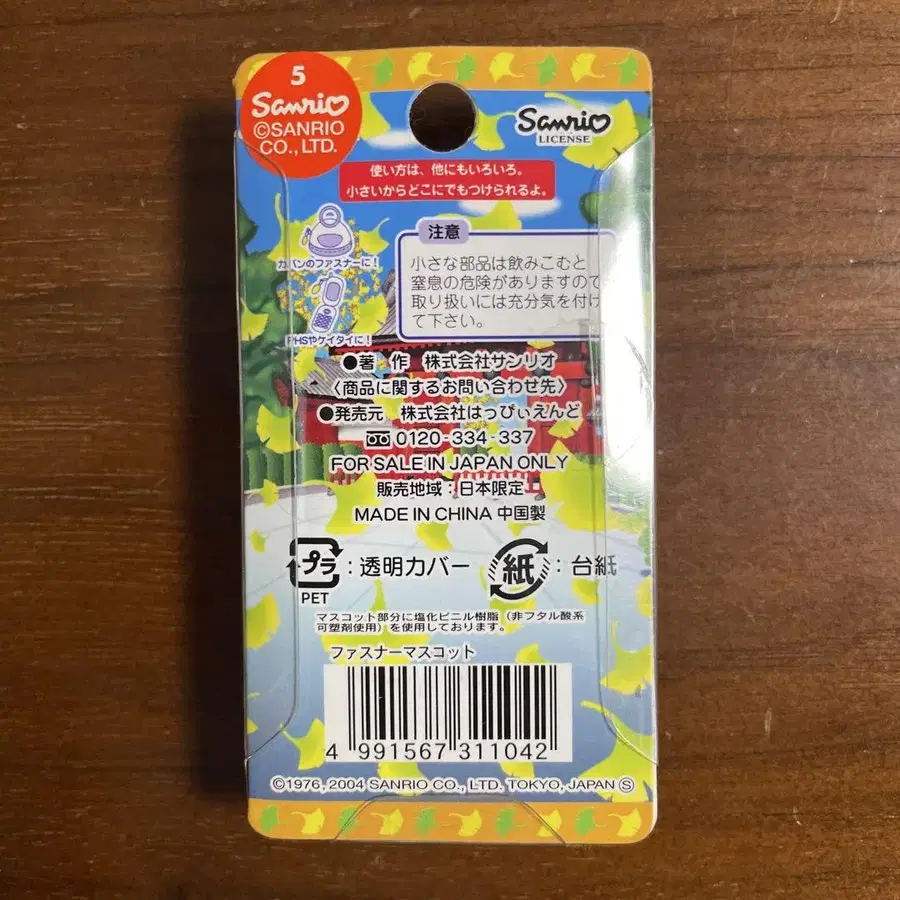 5
Sanrio
©SANRIO
CO., LTD.
Sanrio
LICENSE
使い方は、他にもいろいろ。
小さいからどこにでもつけられるよ。
カバンのファスナーに!
PHSやケイタイに!
注意
小さな部品は飲みこむと
窒息の危険がありますので
取り扱いには充分気を付け
て下さい。
●著 作 株式会社サンリオ
〈商品に関するお問い合わせ先〉
●発売元 株式会社はっぴぃえんど
0120-334-337
FOR SALE IN JAPAN ONLY
販売地域:日本限定
MADE IN CHINA 中国製
プラ:透明カバー
PET
紙:台紙
マスコット部分に塩化ビニル樹脂(非フタル酸系
可塑剤使用)を使用しております。
ファスナーマスコット
4 991567 311042
©1976, 2004 SANRIO CO., LTD. TOKYO, JAPAN Ⓢ